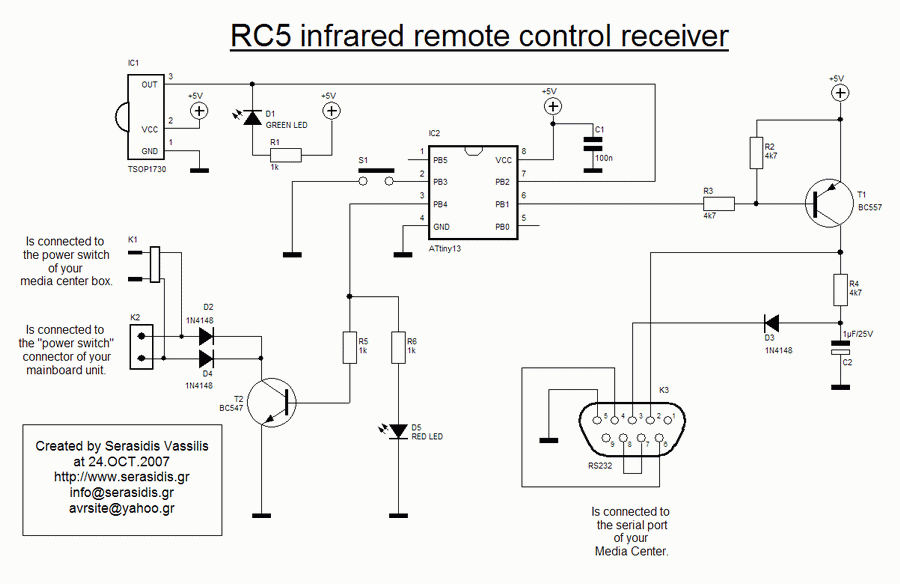 RC5 infrared remote control receiver
IC1
3
OUT
+5V
2
VCC
1
GND
TSOP1730
D1
GREEN LED
+5V
R1
1k
S1
IC2
1
PB5
2
PB3
3
PB4
4
GND
VCC
8
PB2
7
PB1
6
PB0
5
ATtiny13
+5V
C1
100n
+5V
R2
4k7
R3
4k7
T1
BC557
R4
4k7
1µF/25V
C2
D3
1N4148
Is connected to
the power switch
of your
media center box.
K1
Is connected to
the "power switch"
connector of your
mainboard unit.
K2
D2
1N4148
D4
1N4148
T2
BC547
R5
1k
R6
1k
D5
RED LED
K3
5
4
3
2
1
9
8
7
6
RS232
Is connected to
the serial port
of your
Media Center.
Created by Serasidis Vassilis
at 24.OCT.2007
http://www.serasidis.gr
info@serasidis.gr
avrsite@yahoo.gr